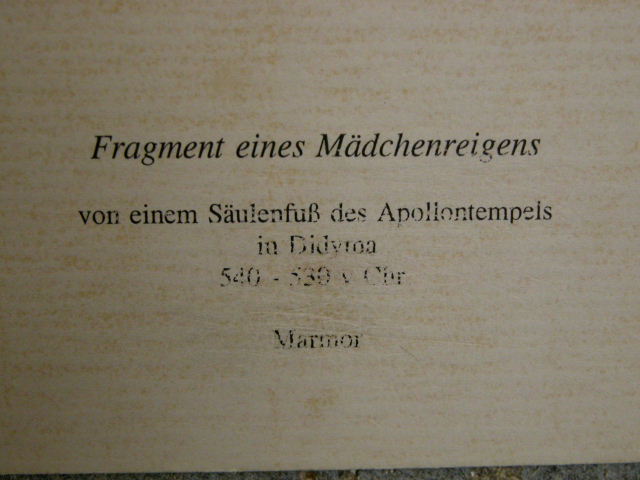 Fragment eines Mädchenreigens
von einem Säulenfuß des Apollontempels
in Didyma
540 - 530 v Chr
Marmor